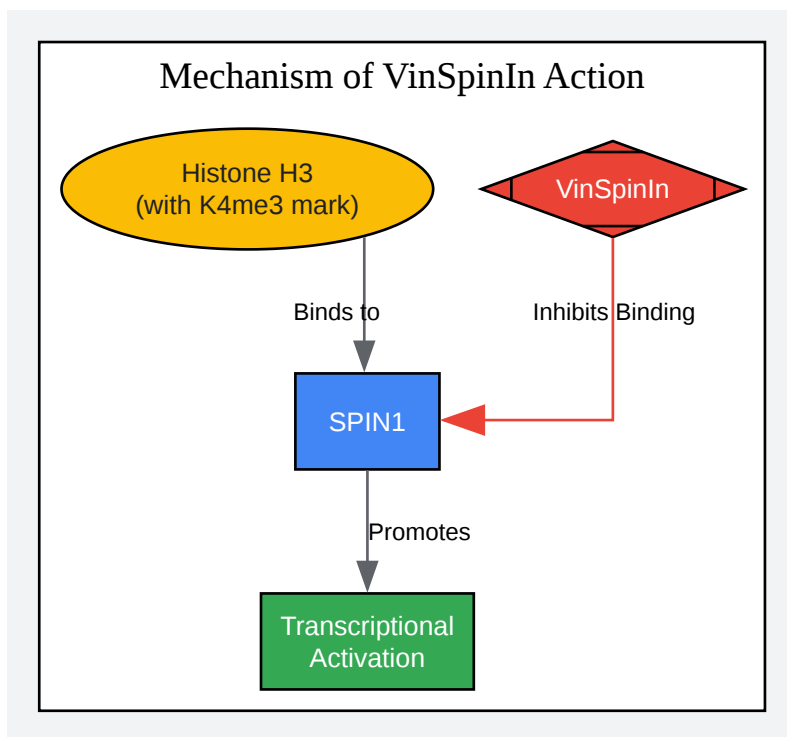 Mechanism of VinSpinIn Action
Histone H3
(with K4me3 mark)
VinSpinIn
Binds to
Inhibits Binding
SPIN1
Promotes
Transcriptional
Activation